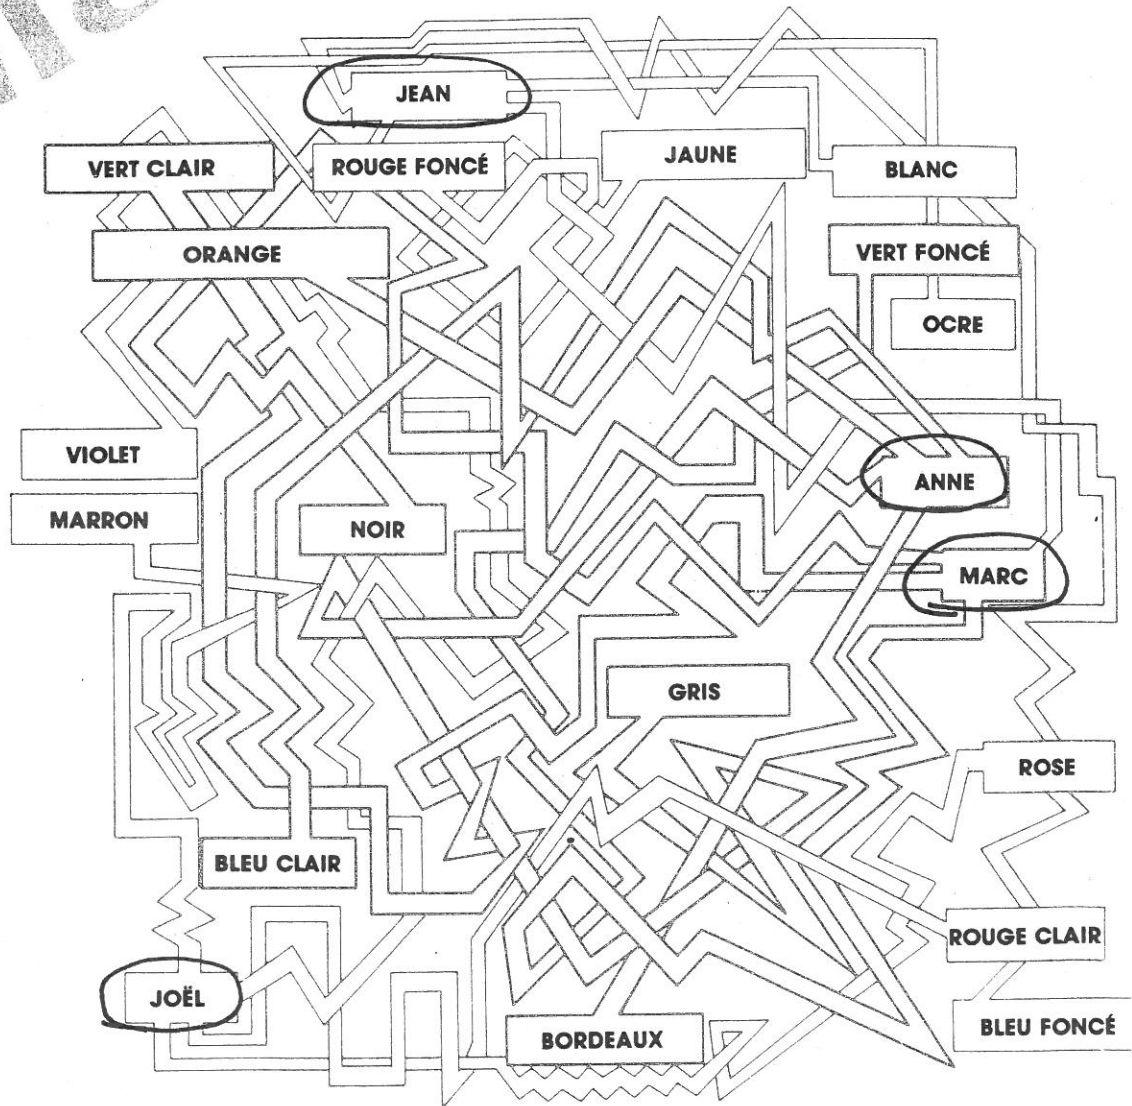 JEAN
VERT CLAIR
ROUGE FONCÉ
JAUNE
BLANC
ORANGE
VERT FONCÉ
OCRE
VIOLET
ANNE
MARRON
NOIR
MARC
GRIS
ROSE
BLEU CLAIR
ROUGE CLAIR
JOËL
BORDEAUX
BLEU FONCÉ